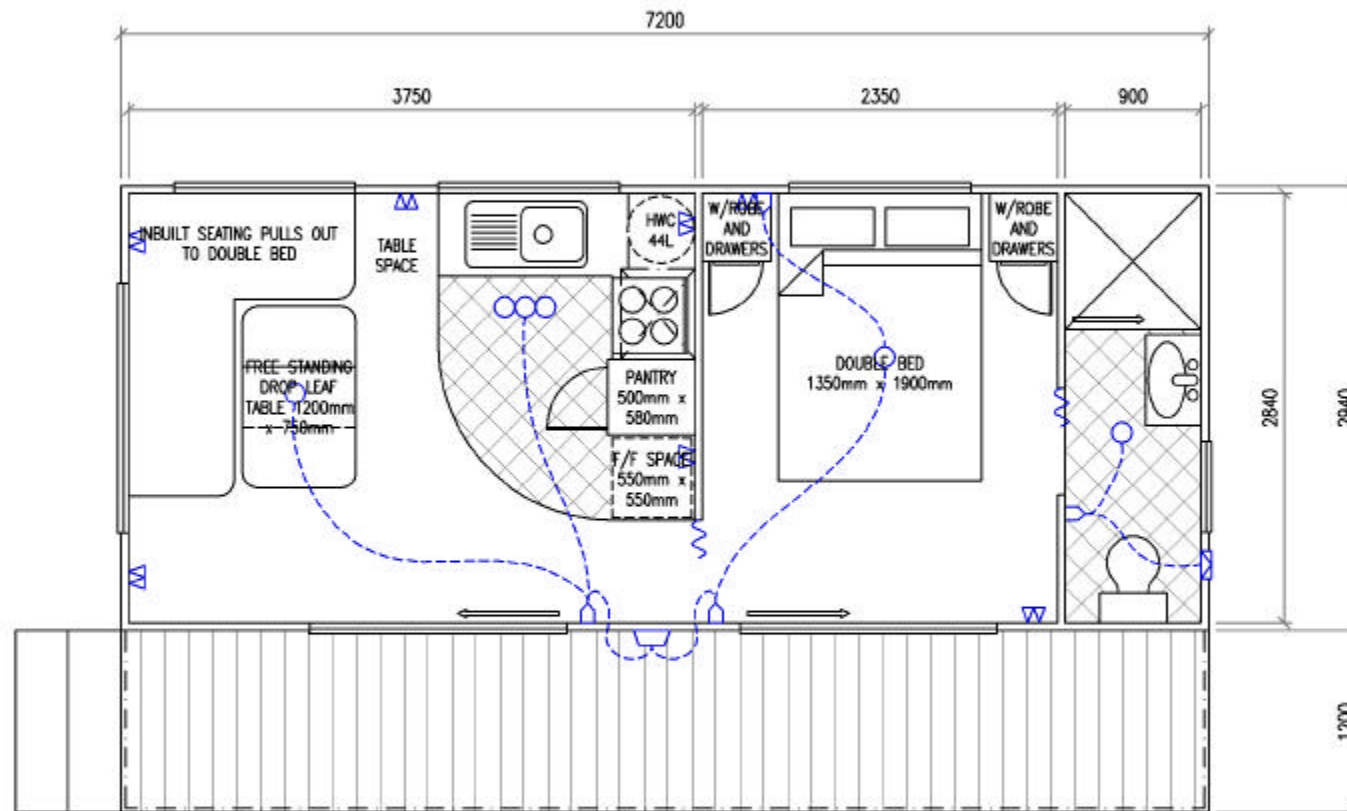 7200
3750
2350
900
INBUILT SEATING PULLS OUT
TO DOUBLE BED
TABLE
SPACE
HWC
44L
W/ROBE
AND
DRAWERS
W/ROBE
AND
DRAWERS
FREE STANDING
DROP LEAF
TABLE 1200mm
x 750mm
PANTRY
500mm x
580mm
F/F SPACE
550mm x
550mm
DOUBLE BED
1350mm x 1900mm
2840
2940
1200